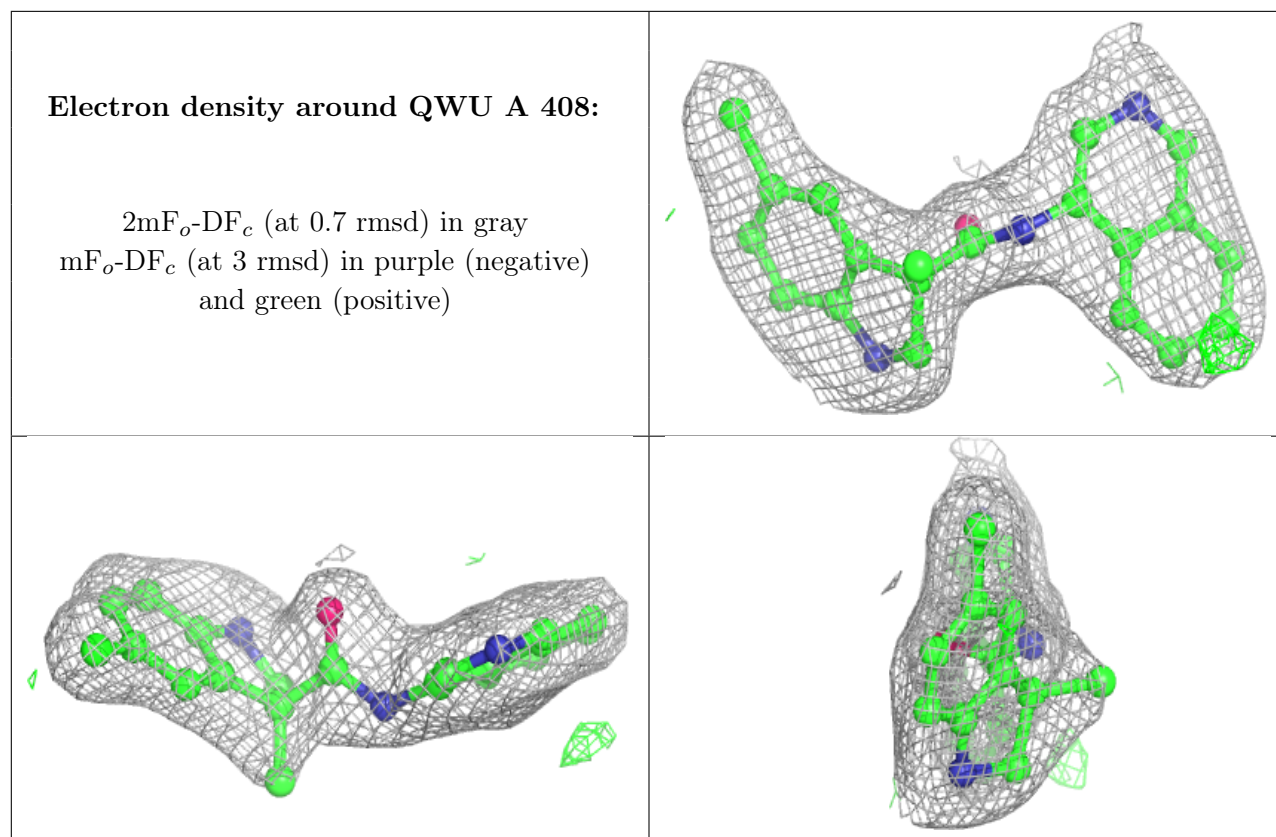 Electron density around QWU A 408:
2mFo-DFc (at 0.7 rmsd) in gray
mFo-DFc (at 3 rmsd) in purple (negative)
and green (positive)